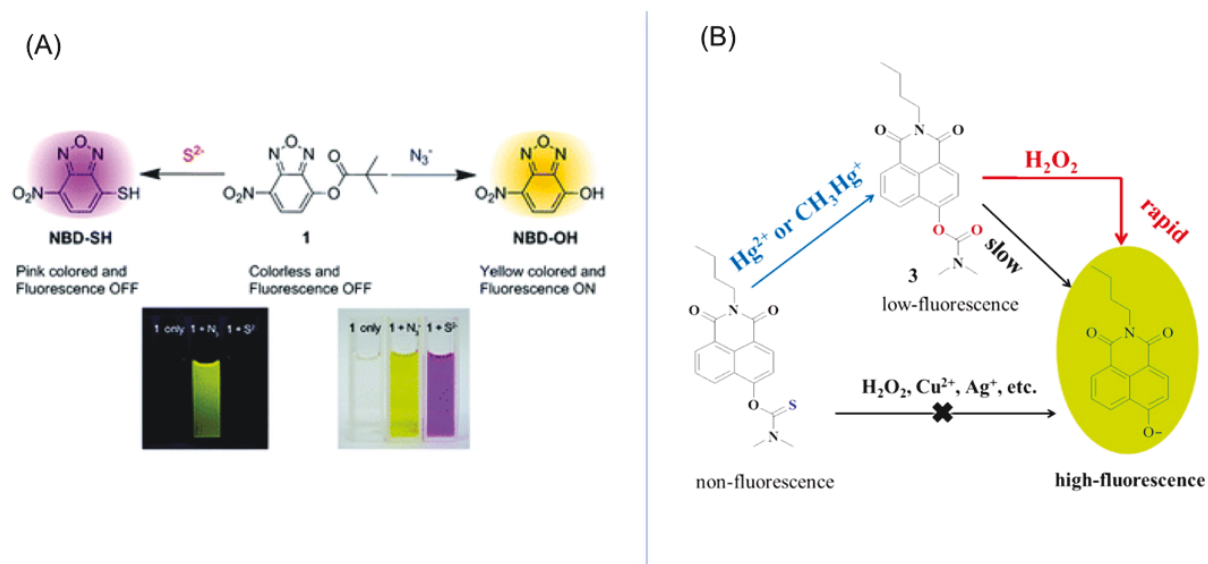 (A)
S²⁻
N₃⁻
N
O
N
O₂N
SH
NBD-SH
N
O
N
O
O
O₂N
1
N
O
N
O₂N
OH
NBD-OH
Pink colored and
Fluorescence OFF
Colorless and
Fluorescence OFF
Yellow colored and
Fluorescence ON
1 only
1 + N₃⁻
1 + S²⁻
1 only
1 + N₃⁻
1 + S²⁻
(B)
O
N
O
O
O
N
3
low-fluorescence
Hg²⁺ or CH₃Hg⁺
H₂O₂
rapid
slow
O
N
O
O
S
N
non-fluorescence
H₂O₂, Cu²⁺, Ag⁺, etc.
O
N
O
O−
high-fluorescence